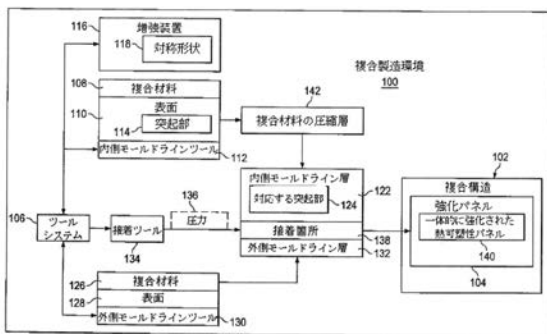 116
増強装置
118
対称形状
複合製造環境
100
108
複合材料
110
表面
114
突起部
内側モールドラインツール
112
142
複合材料の圧縮層
内側モールドライン層
122
対応する突起部
124
接着箇所
138
外側モールドライン層
132
106
ツール
システム
接着ツール
134
136
圧力
126
複合材料
128
表面
外側モールドラインツール
130
102
複合構造
強化パネル
一体的に強化された
熱可塑性パネル
140
104